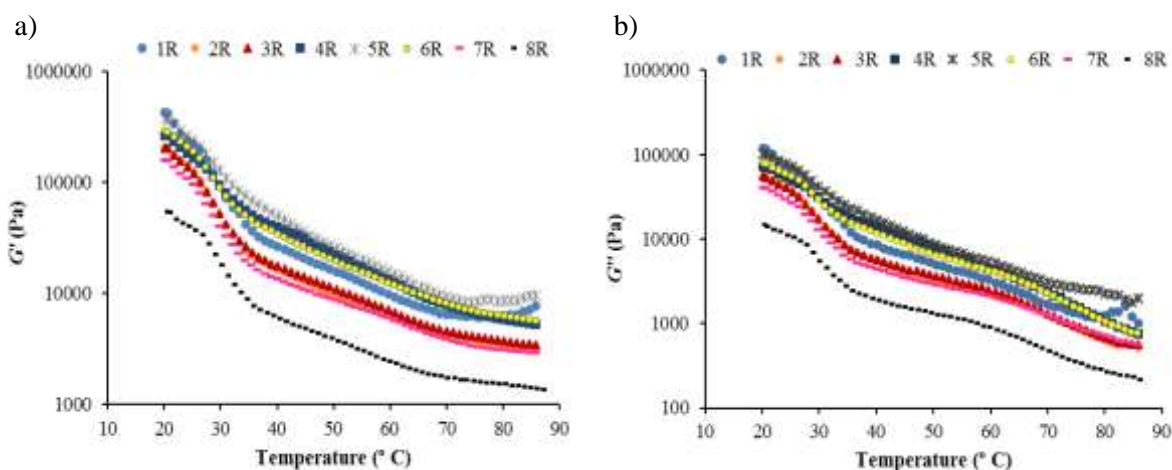 a)
1R 2R 3R 4R 5R 6R 7R 8R
1000000
100000
10000
1000
G' (Pa)
10 20 30 40 50 60 70 80 90
Temperature (º C)
b)
1R 2R 3R 4R 5R 6R 7R 8R
1000000
100000
10000
1000
100
G'' (Pa)
10 20 30 40 50 60 70 80 90
Temperature (º C)